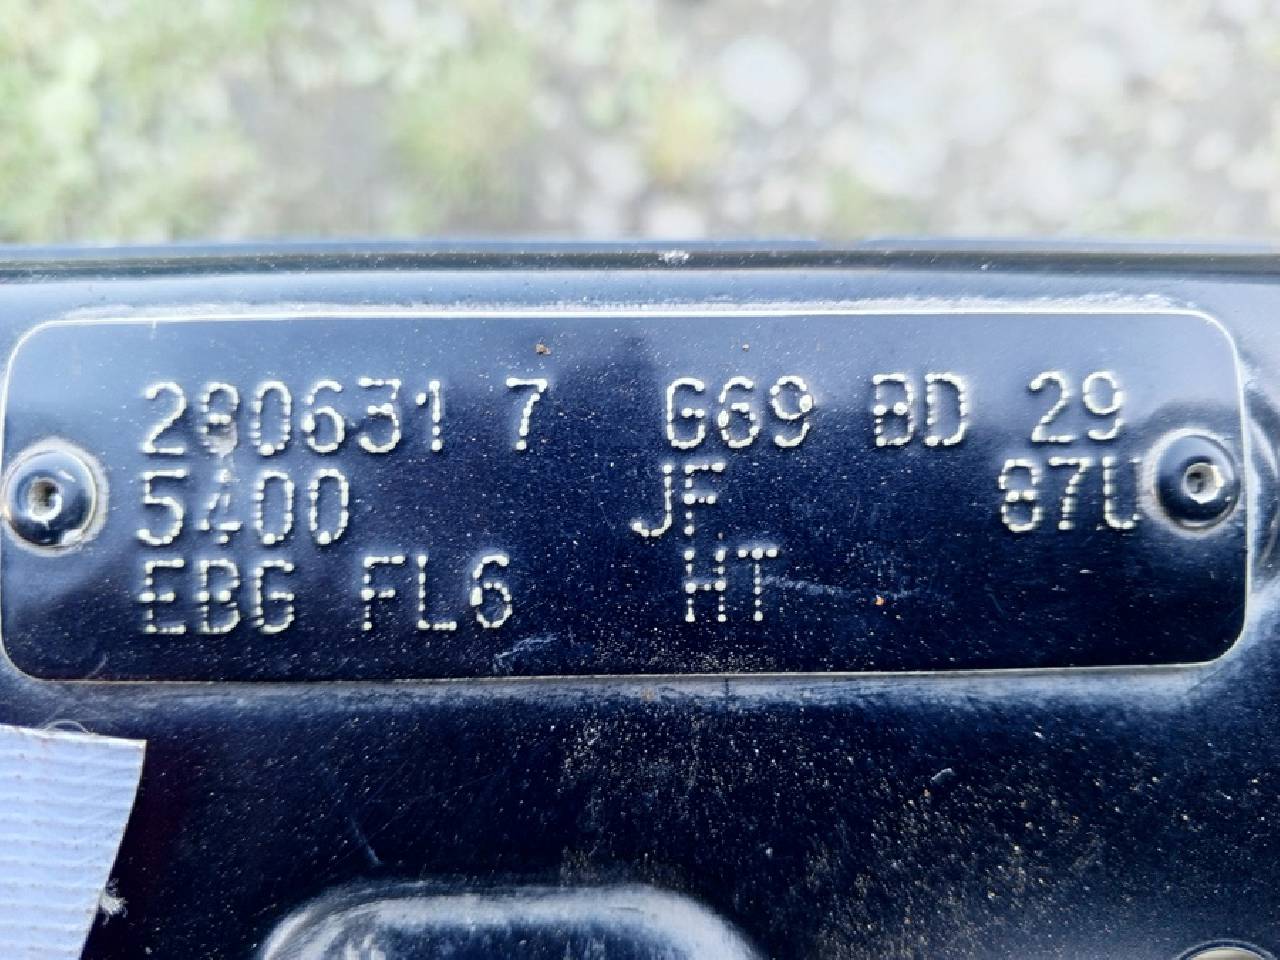 280631 7 G69 BD 29
5400 JF 87U
EBG FL6 HT